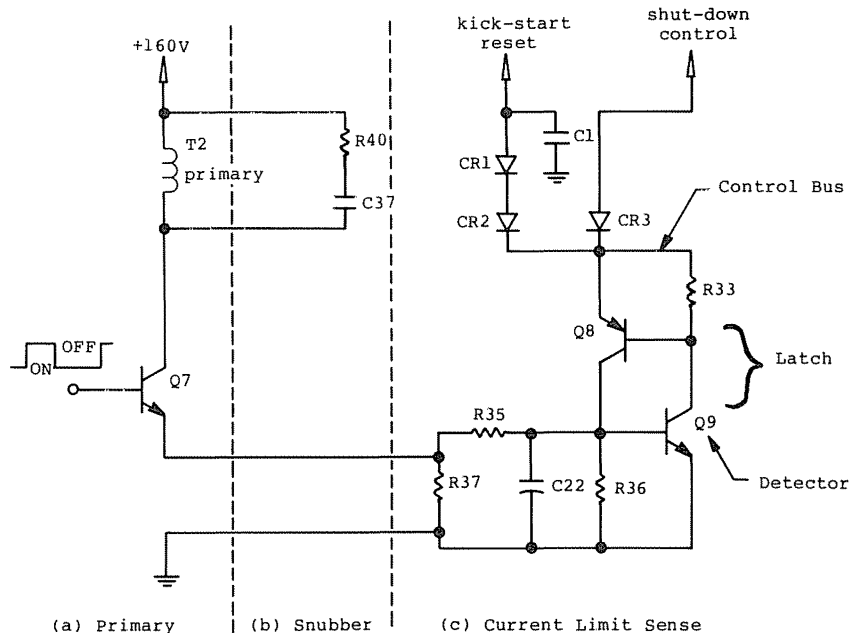 kick-start
reset
shut-down
control
+160V
T2
primary
R40
C37
C1
CR1
CR2
CR3
Control Bus
R33
Q8
Latch
OFF
ON
Q7
R35
Q9
R37
C22
R36
Detector
(a) Primary
(b) Snubber
(c) Current Limit Sense